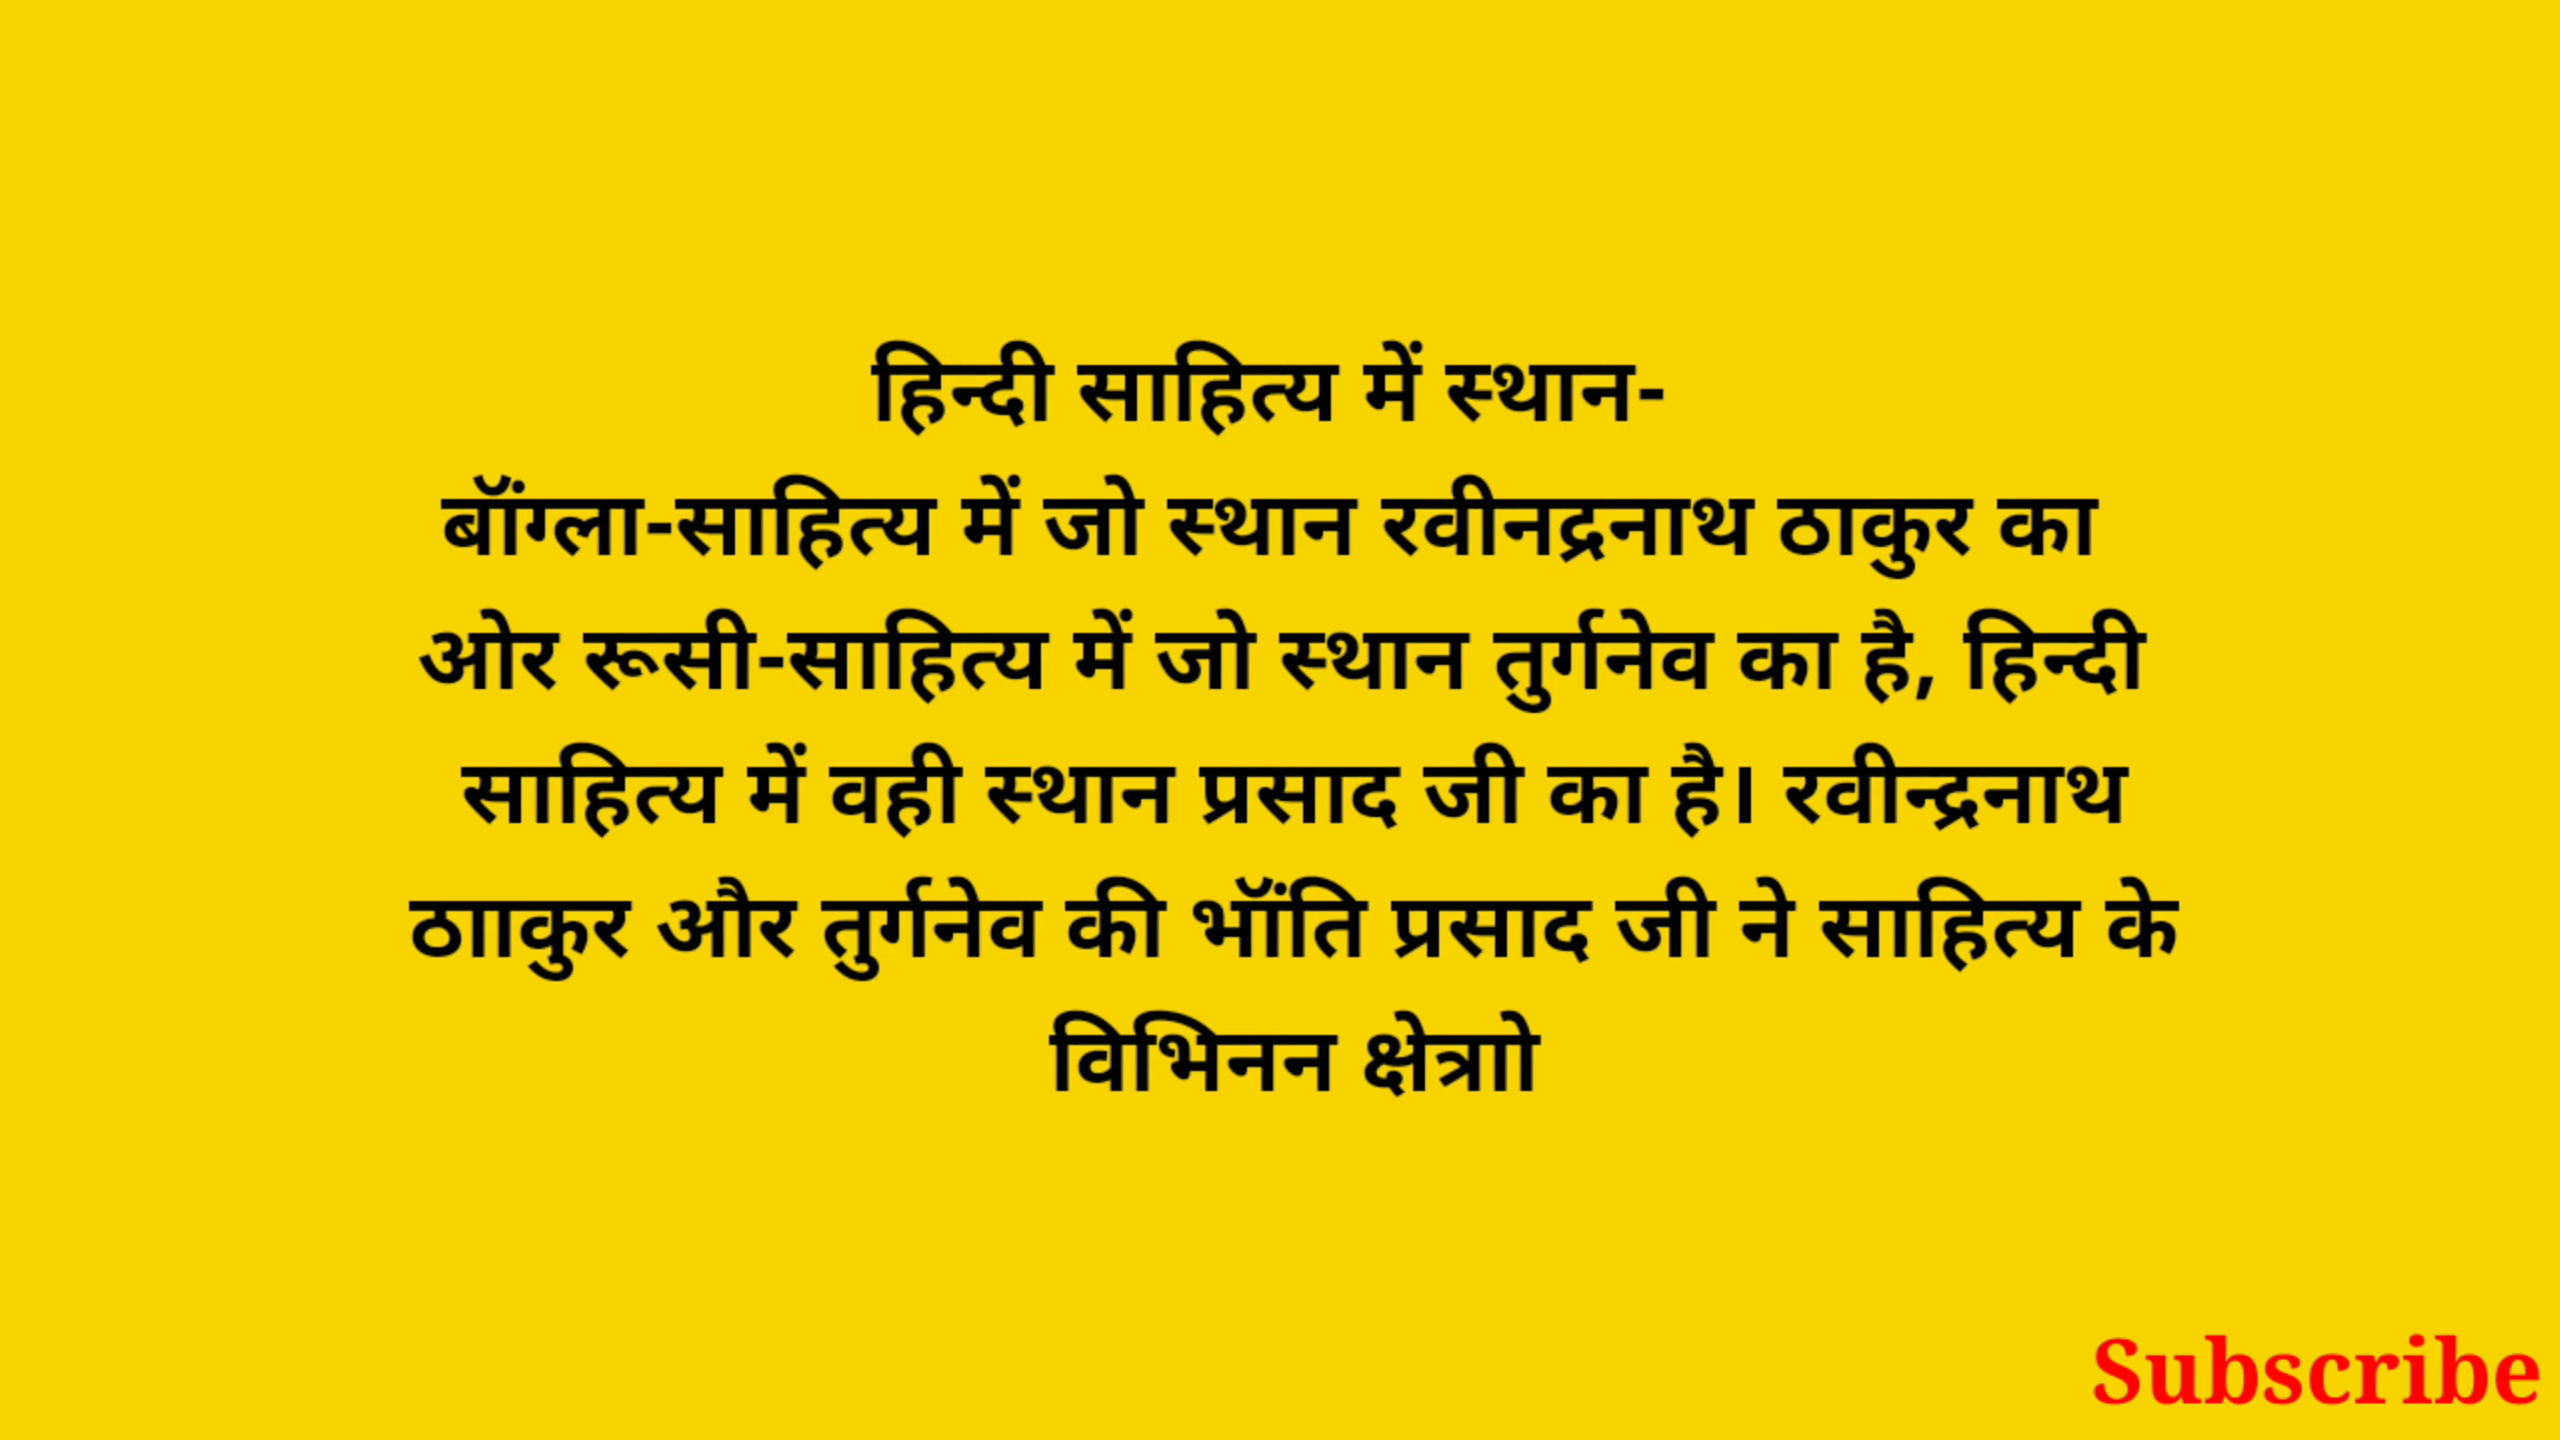 हिन्दी साहित्य में स्थान-
बॉंग्ला-साहित्य में जो स्थान रवीनद्रनाथ ठाकुर का
ओर रूसी-साहित्य में जो स्थान तुर्गनेव का है, हिन्दी
साहित्य में वही स्थान प्रसाद जी का है। रवीन्द्रनाथ
ठााकुर और तुर्गनेव की भॉंति प्रसाद जी ने साहित्य के
विभिनन क्षेत्राो
Subscribe